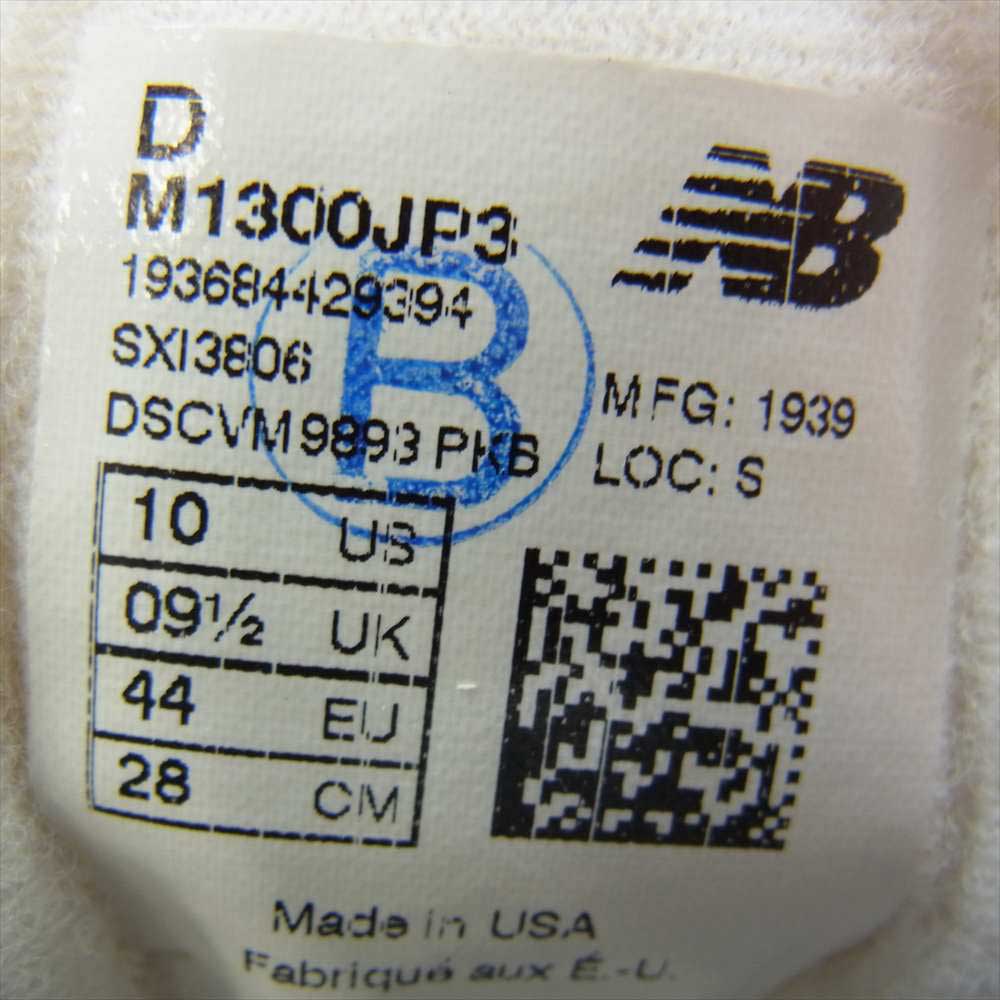 D
M1300JP3
193684429394
SXI3806
DSCVM9893 PKB
B
NB
MFG: 1939
LOC: S
10 US
09½ UK
44 EU
28 CM
Made in USA
Fabriqué aux É.-U.